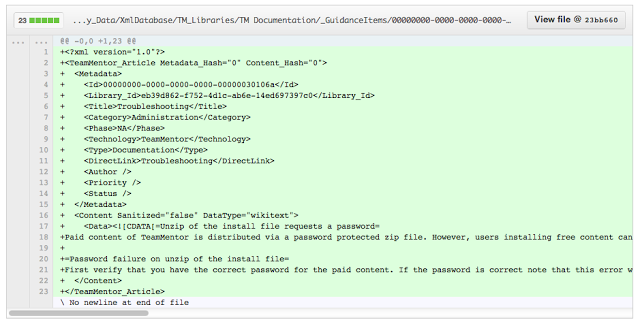 23 ...y_Data/XmlDatabase/TM_Libraries/TM Documentation/_GuidanceItems/00000000-0000-0000-0000-… View file @ 23bb660
... ... @@ -0,0 +1,23 @@
1 +<?xml version="1.0"?>
2 +<TeamMentor_Article Metadata_Hash="0" Content_Hash="0">
3 + <Metadata>
4 + <Id>00000000-0000-0000-0000-00000030106a</Id>
5 + <Library_Id>eb39d862-f752-4d1c-ab6e-14ed697397c0</Library_Id>
6 + <Title>Troubleshooting</Title>
7 + <Category>Administration</Category>
8 + <Phase>NA</Phase>
9 + <Technology>TeamMentor</Technology>
10 + <Type>Documentation</Type>
11 + <DirectLink>Troubleshooting</DirectLink>
12 + <Author />
13 + <Priority />
14 + <Status />
15 + </Metadata>
16 + <Content Sanitized="false" DataType="wikitext">
17 + <Data><![CDATA[=Unzip of the install file requests a password=
18 +Paid content of TeamMentor is distributed via a password protected zip file. However, users installing free content can
19 +
20 +=Password failure on unzip of the install file=
21 +First verify that you have the correct password for the paid content. If the password is correct note that this error w
22 + </Content>
23 +</TeamMentor_Article>
\ No newline at end of file